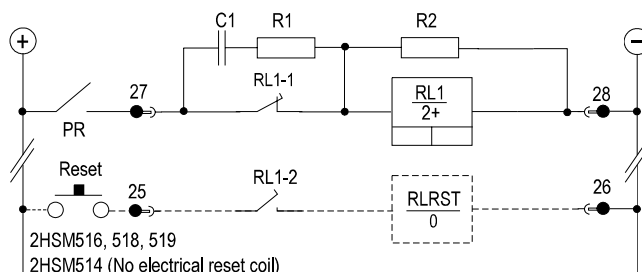 C1
R1
R2
+
−
27
RL1-1
RL1
2+
28
PR
Reset
25
RL1-2
RLRST
0
26
2HSM516, 518, 519
2HSM514 (No electrical reset coil)